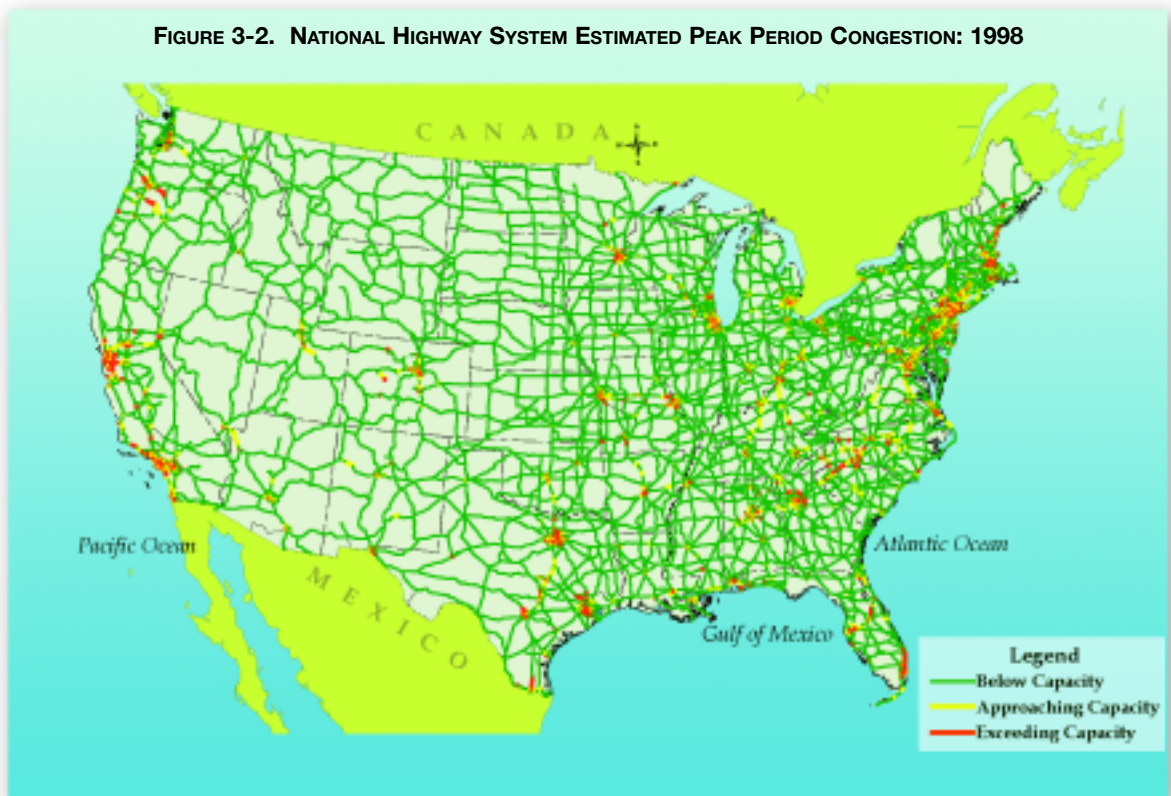 FIGURE 3-2. NATIONAL HIGHWAY SYSTEM ESTIMATED PEAK PERIOD CONGESTION: 1998
CANADA
Pacific Ocean
MEXICO
Atlantic Ocean
Gulf of Mexico
Legend
Below Capacity
Approaching Capacity
Exceeding Capacity